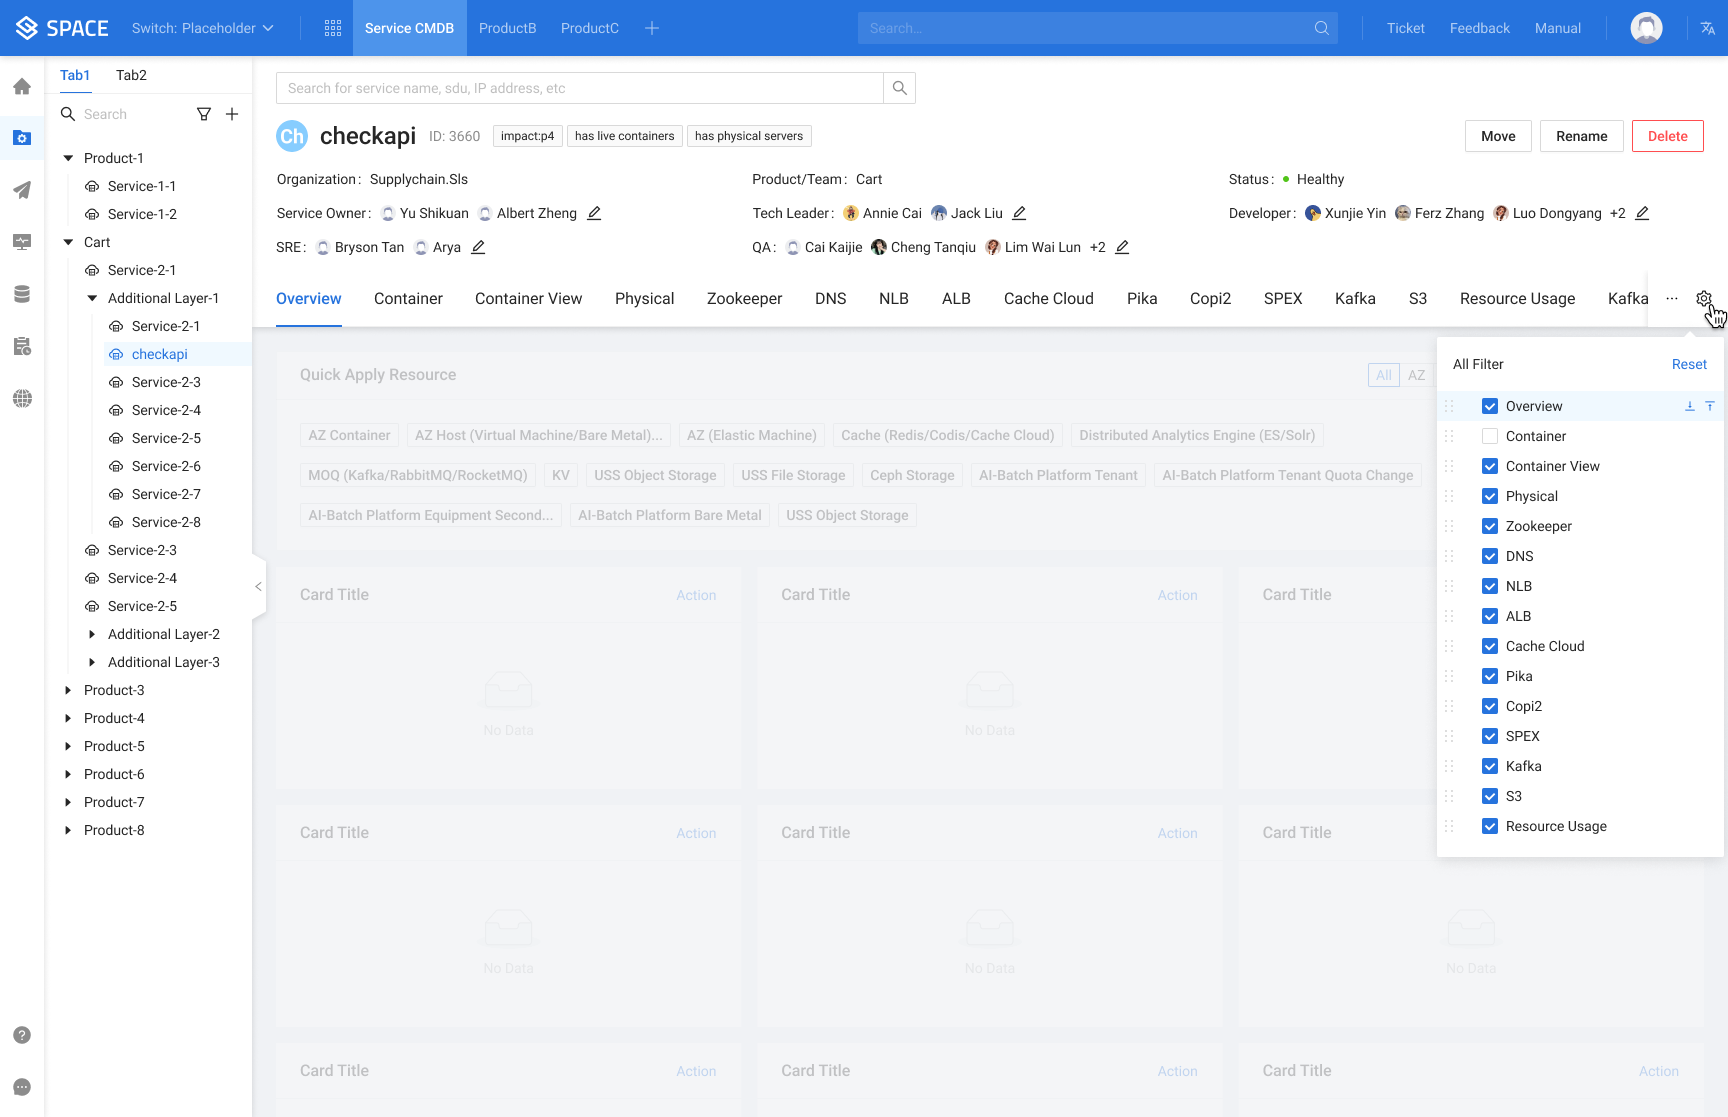 SPACE Switch: Placeholder Service CMDB ProductB ProductC Search... Ticket Feedback Manual
Tab1 Tab2
Search
Product-1
Service-1-1
Service-1-2
Cart
Service-2-1
Additional Layer-1
Service-2-1
checkapi
Service-2-3
Service-2-4
Service-2-5
Service-2-6
Service-2-7
Service-2-8
Service-2-3
Service-2-4
Service-2-5
Additional Layer-2
Additional Layer-3
Product-3
Product-4
Product-5
Product-6
Product-7
Product-8
Search for service name, sdu, IP address, etc
Ch checkapi ID: 3660 impact:p4 has live containers has physical servers Move Rename Delete
Organization: Supplychain.Sls Product/Team: Cart Status: Healthy
Service Owner: Yu Shikuan Albert Zheng Tech Leader: Annie Cai Jack Liu Developer: Xunjie Yin Ferz Zhang Luo Dongyang +2
SRE: Bryson Tan Arya QA: Cai Kaijie Cheng Tanqiu Lim Wai Lun +2
Overview Container Container View Physical Zookeeper DNS NLB ALB Cache Cloud Pika Copi2 SPEX Kafka S3 Resource Usage Kafka ...
Quick Apply Resource All AZ
AZ Container AZ Host (Virtual Machine/Bare Metal)... AZ (Elastic Machine) Cache (Redis/Codis/Cache Cloud) Distributed Analytics Engine (ES/Solr)
MOQ (Kafka/RabbitMQ/RocketMQ) KV USS Object Storage USS File Storage Ceph Storage AI-Batch Platform Tenant AI-Batch Platform Tenant Quota Change
AI-Batch Platform Equipment Second... AI-Batch Platform Bare Metal USS Object Storage
Card Title Action Card Title Action Card Title
No Data No Data
Card Title Action Card Title Action Card Title
No Data No Data No Data
Card Title Action Card Title Action Card Title Action
All Filter Reset
Overview
Container
Container View
Physical
Zookeeper
DNS
NLB
ALB
Cache Cloud
Pika
Copi2
SPEX
Kafka
S3
Resource Usage